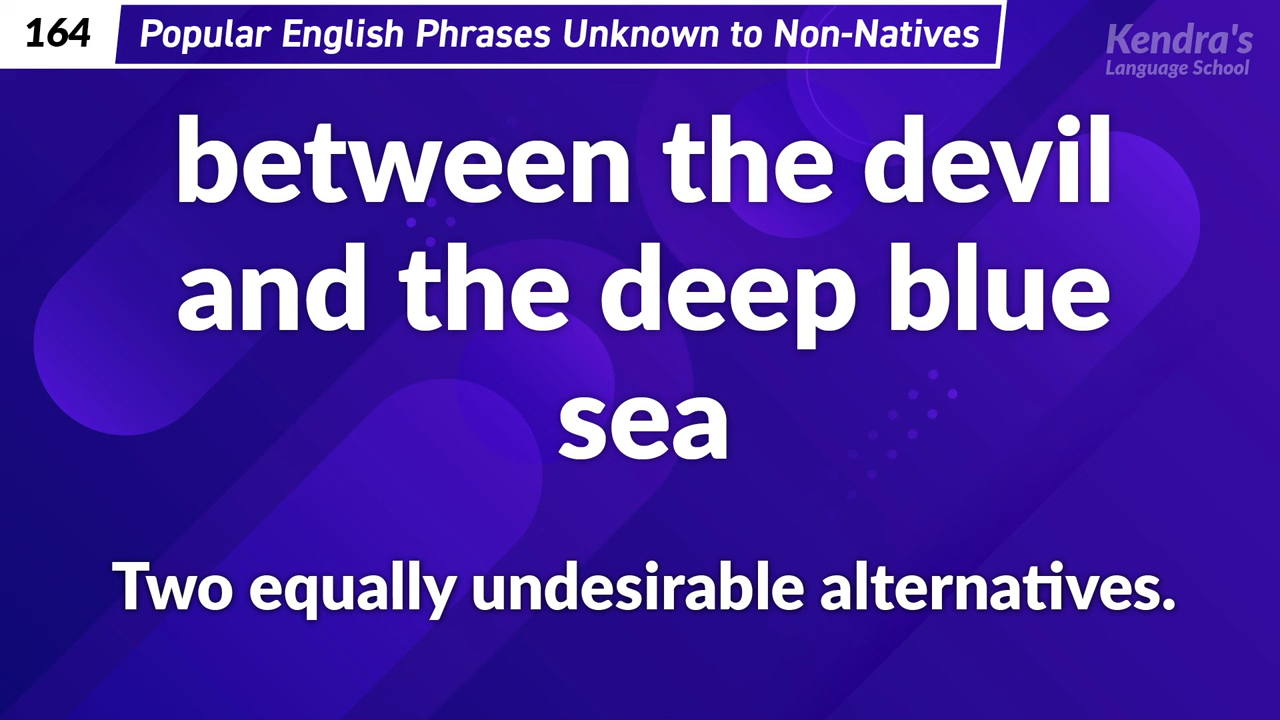 164
Popular English Phrases Unknown to Non-Natives
Kendra's
Language School
between the devil
and the deep blue
sea
Two equally undesirable alternatives.